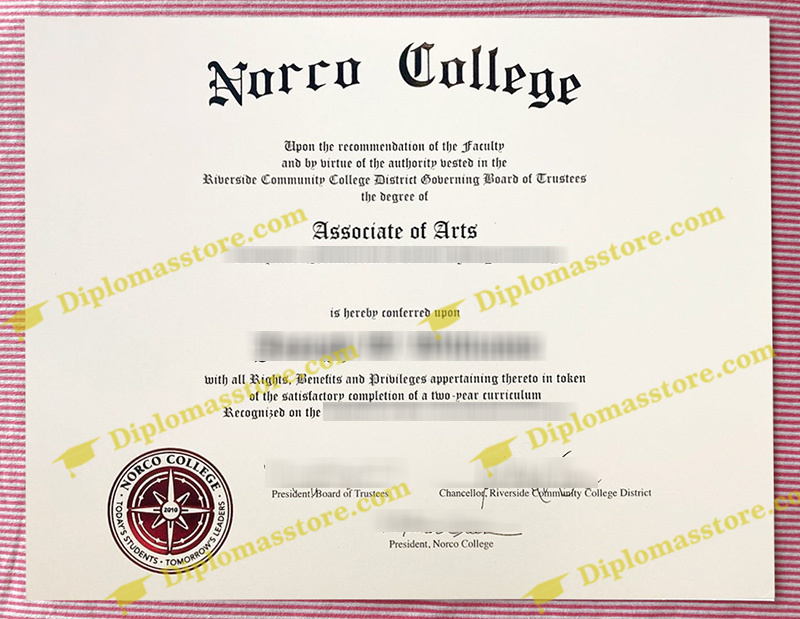 Norco College
Upon the recommendation of the Faculty
and by virtue of the authority vested in the
Riverside Community College District Governing Board of Trustees
the degree of
Associate of Arts
is hereby conferred upon
with all Rights, Benefits and Privileges appertaining thereto in token
of the satisfactory completion of a two-year curriculum
Recognized on the
President, Board of Trustees
Chancellor, Riverside Community College District
President, Norco College
NORCO COLLEGE
2010
TODAY'S STUDENTS • TOMORROW'S LEADERS
Diplomasstore.com
Diplomasstore.com
Diplomasstore.com
Diplomasstore.com
Diplomasstore.com
Diplomasstore.com